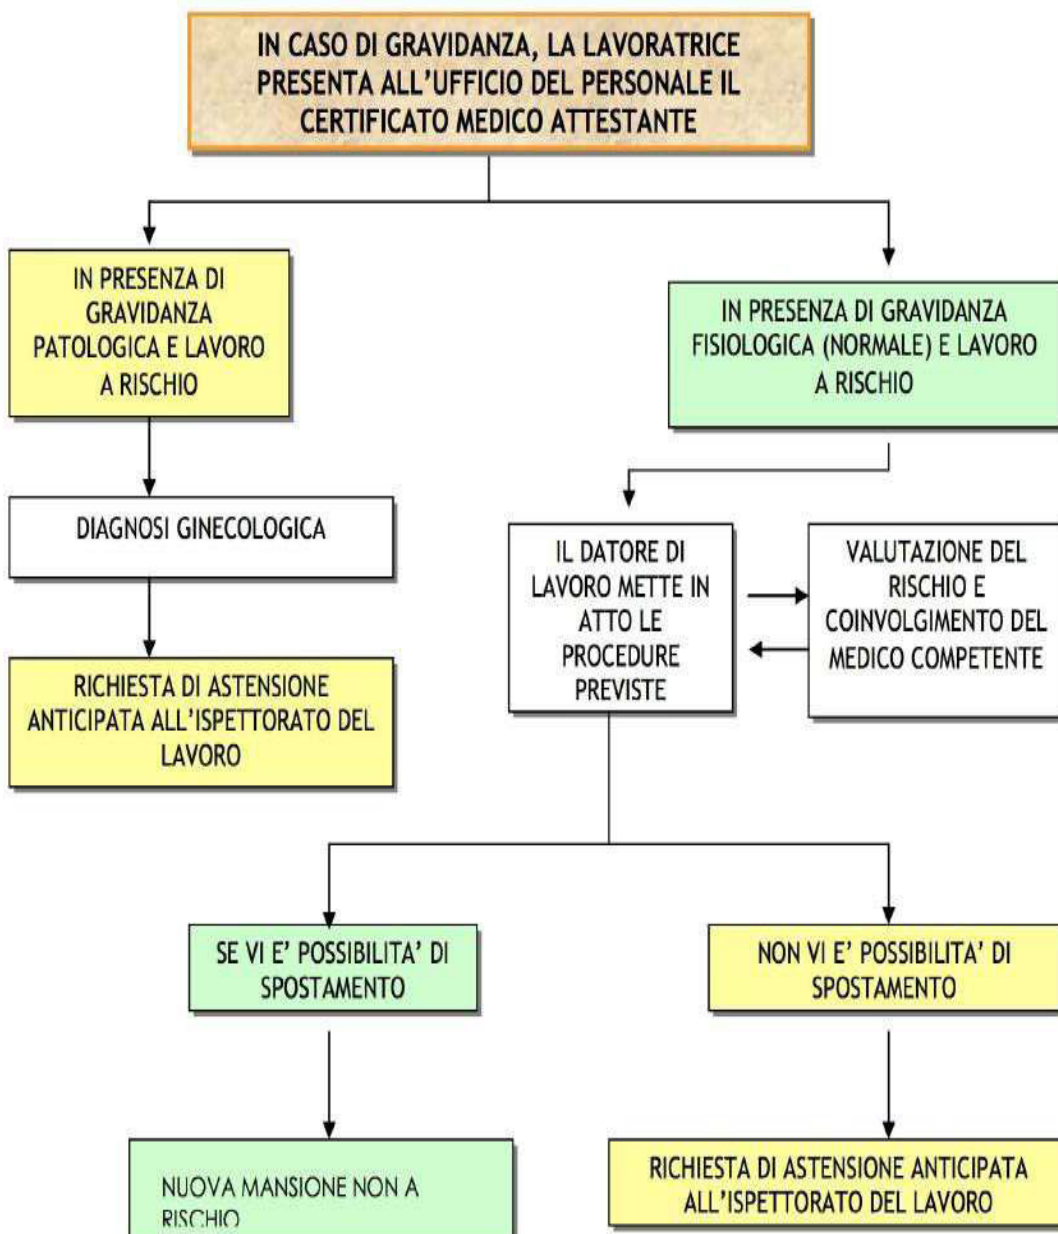 IN CASO DI GRAVIDANZA, LA LAVORATRICE
PRESENTA ALL'UFFICIO DEL PERSONALE IL
CERTIFICATO MEDICO ATTESTANTE
IN PRESENZA DI
GRAVIDANZA
PATOLOGICA E LAVORO
A RISCHIO
IN PRESENZA DI GRAVIDANZA
FISIOLOGICA (NORMALE) E LAVORO
A RISCHIO
DIAGNOSI GINECOLOGICA
RICHIESTA DI ASTENSIONE
ANTICIPATA ALL'ISPETTORATO DEL
LAVORO
IL DATORE DI
LAVORO METTE IN
ATTO LE
PROCEDURE
PREVISTE
VALUTAZIONE DEL
RISCHIO E
COINVOLGIMENTO DEL
MEDICO COMPETENTE
SE VI E' POSSIBILITA' DI
SPOSTAMENTO
NON VI E' POSSIBILITA' DI
SPOSTAMENTO
NUOVA MANSIONE NON A
RISCHIO
RICHIESTA DI ASTENSIONE ANTICIPATA
ALL'ISPETTORATO DEL LAVORO